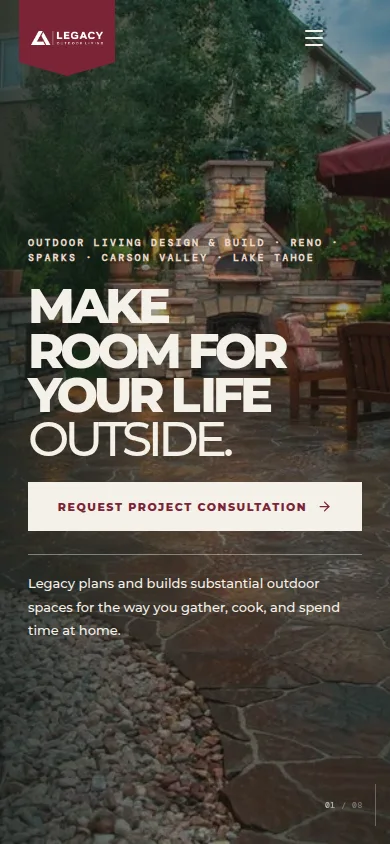 LEGACY
OUTDOOR LIVING
OUTDOOR LIVING DESIGN & BUILD · RENO ·
SPARKS · CARSON VALLEY · LAKE TAHOE
MAKE
ROOM FOR
YOUR LIFE
OUTSIDE.
REQUEST PROJECT CONSULTATION →
Legacy plans and builds substantial outdoor
spaces for the way you gather, cook, and spend
time at home.
01 / 08